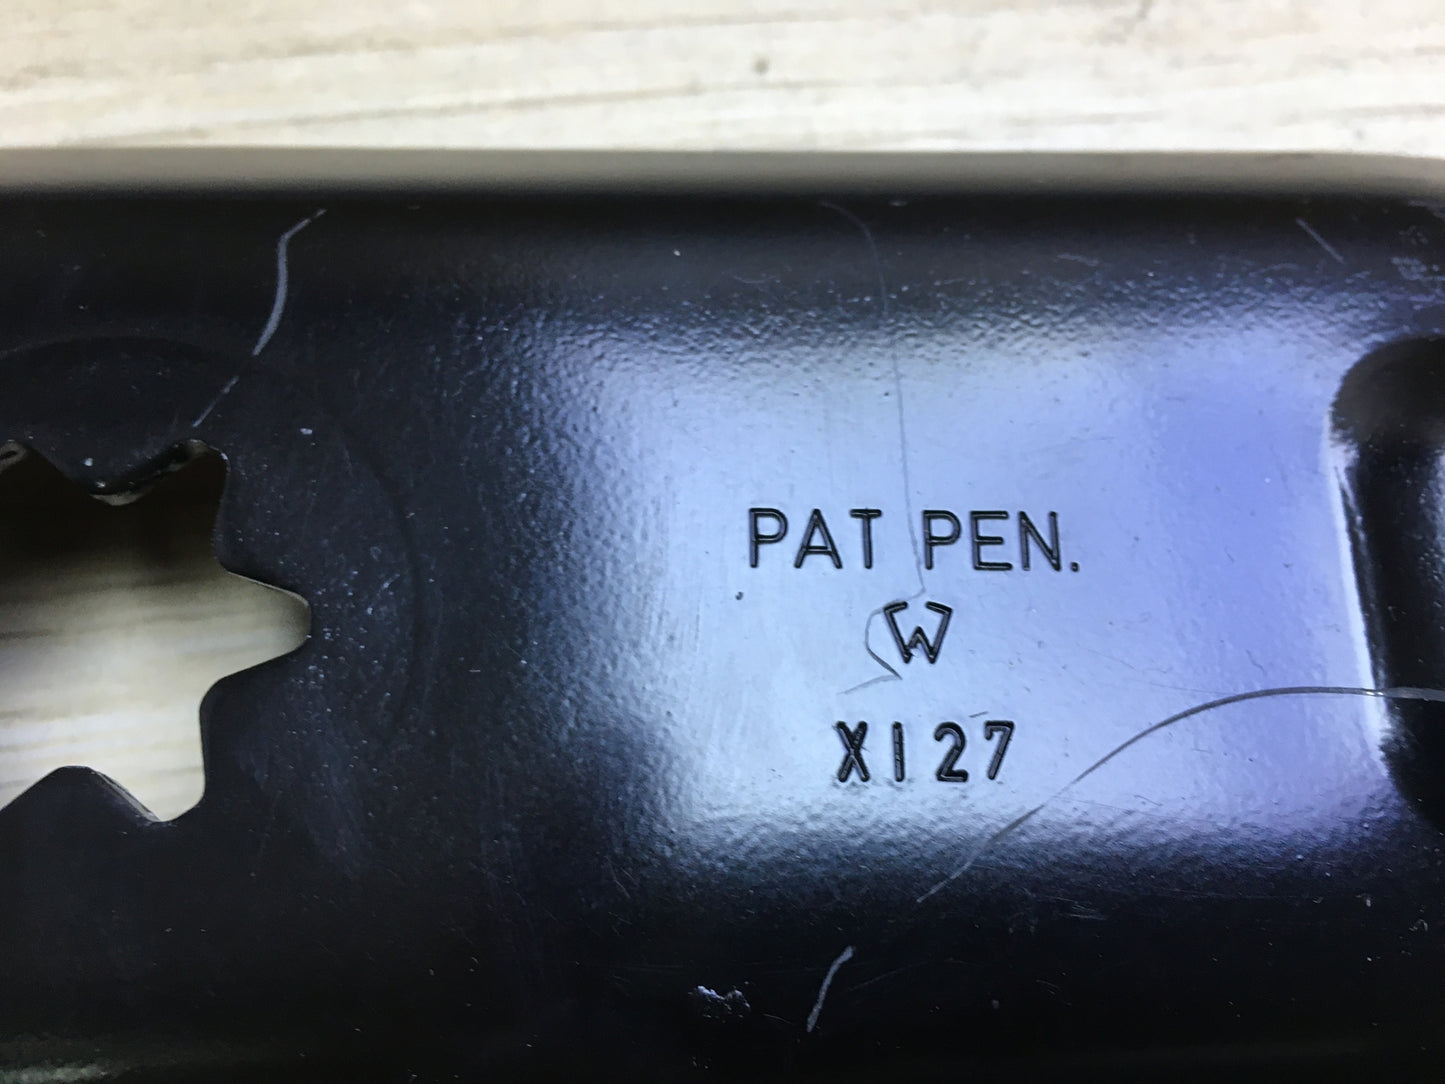 PAT PEN.
W
X127